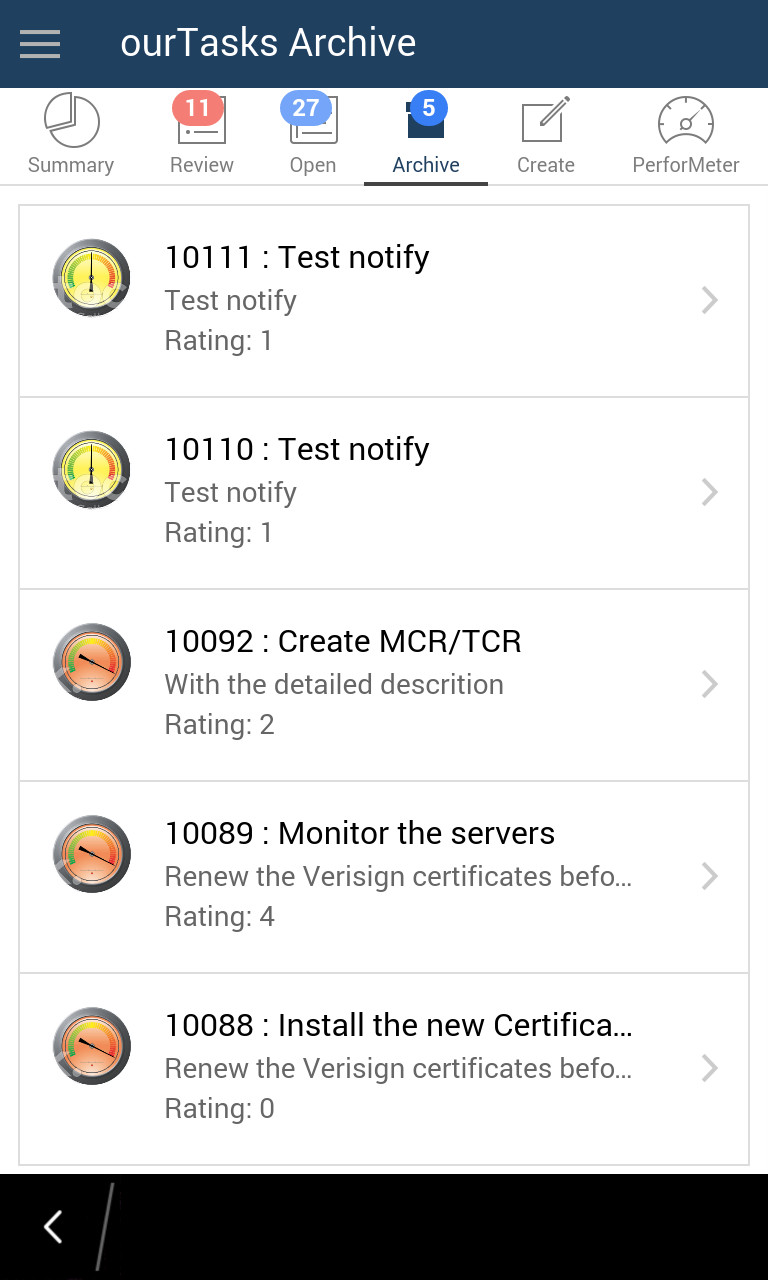 ourTasks Archive
11
27
5
Summary
Review
Open
Archive
Create
PerforMeter
10111 : Test notify
Test notify
Rating: 1
10110 : Test notify
Test notify
Rating: 1
10092 : Create MCR/TCR
With the detailed descrition
Rating: 2
10089 : Monitor the servers
Renew the Verisign certificates befo...
Rating: 4
10088 : Install the new Certifica...
Renew the Verisign certificates befo...
Rating: 0